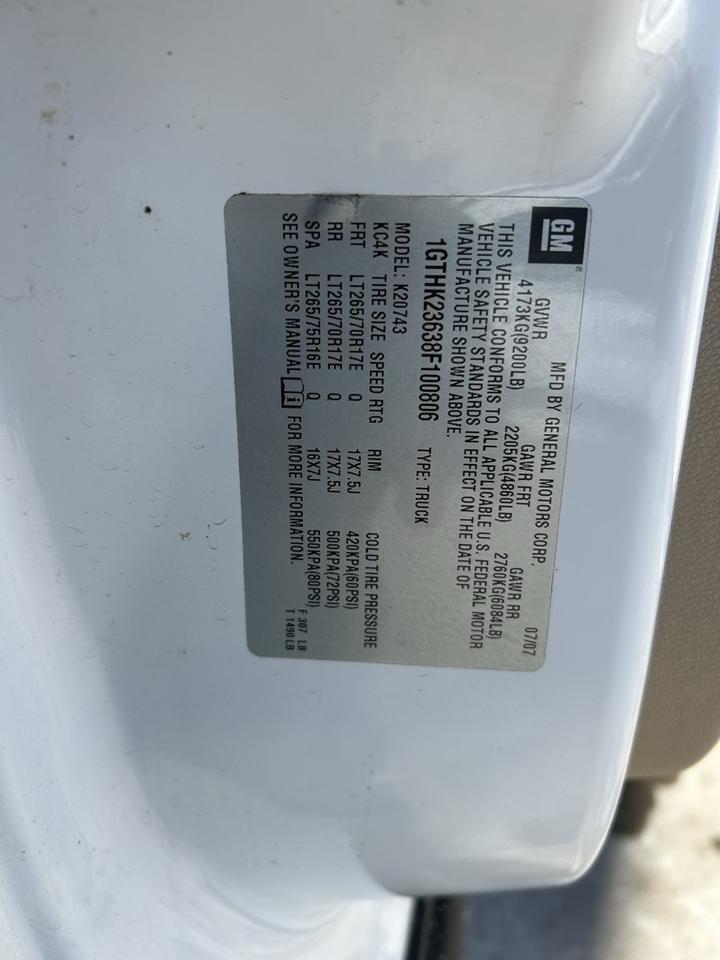 GM
MFD BY GENERAL MOTORS CORP. 07/07
GVWR GAWR FRT GAWR RR
4173KG(9200LB) 2205KG(4860LB) 2760KG(6084LB)
THIS VEHICLE CONFORMS TO ALL APPLICABLE U.S. FEDERAL MOTOR
VEHICLE SAFETY STANDARDS IN EFFECT ON THE DATE OF
MANUFACTURE SHOWN ABOVE.
1GTHK23638F100806 TYPE: TRUCK
MODEL: K20743
KC4K TIRE SIZE SPEED RTG RIM COLD TIRE PRESSURE
FRT LT265/70R17E Q 17X7.5J 420KPA(60PSI)
RR LT265/70R17E Q 17X7.5J 500KPA(72PSI)
SPA LT265/75R16E Q 16X7J 550KPA(80PSI)
SEE OWNER'S MANUAL i FOR MORE INFORMATION.
F 307 LB
T 1490 LB